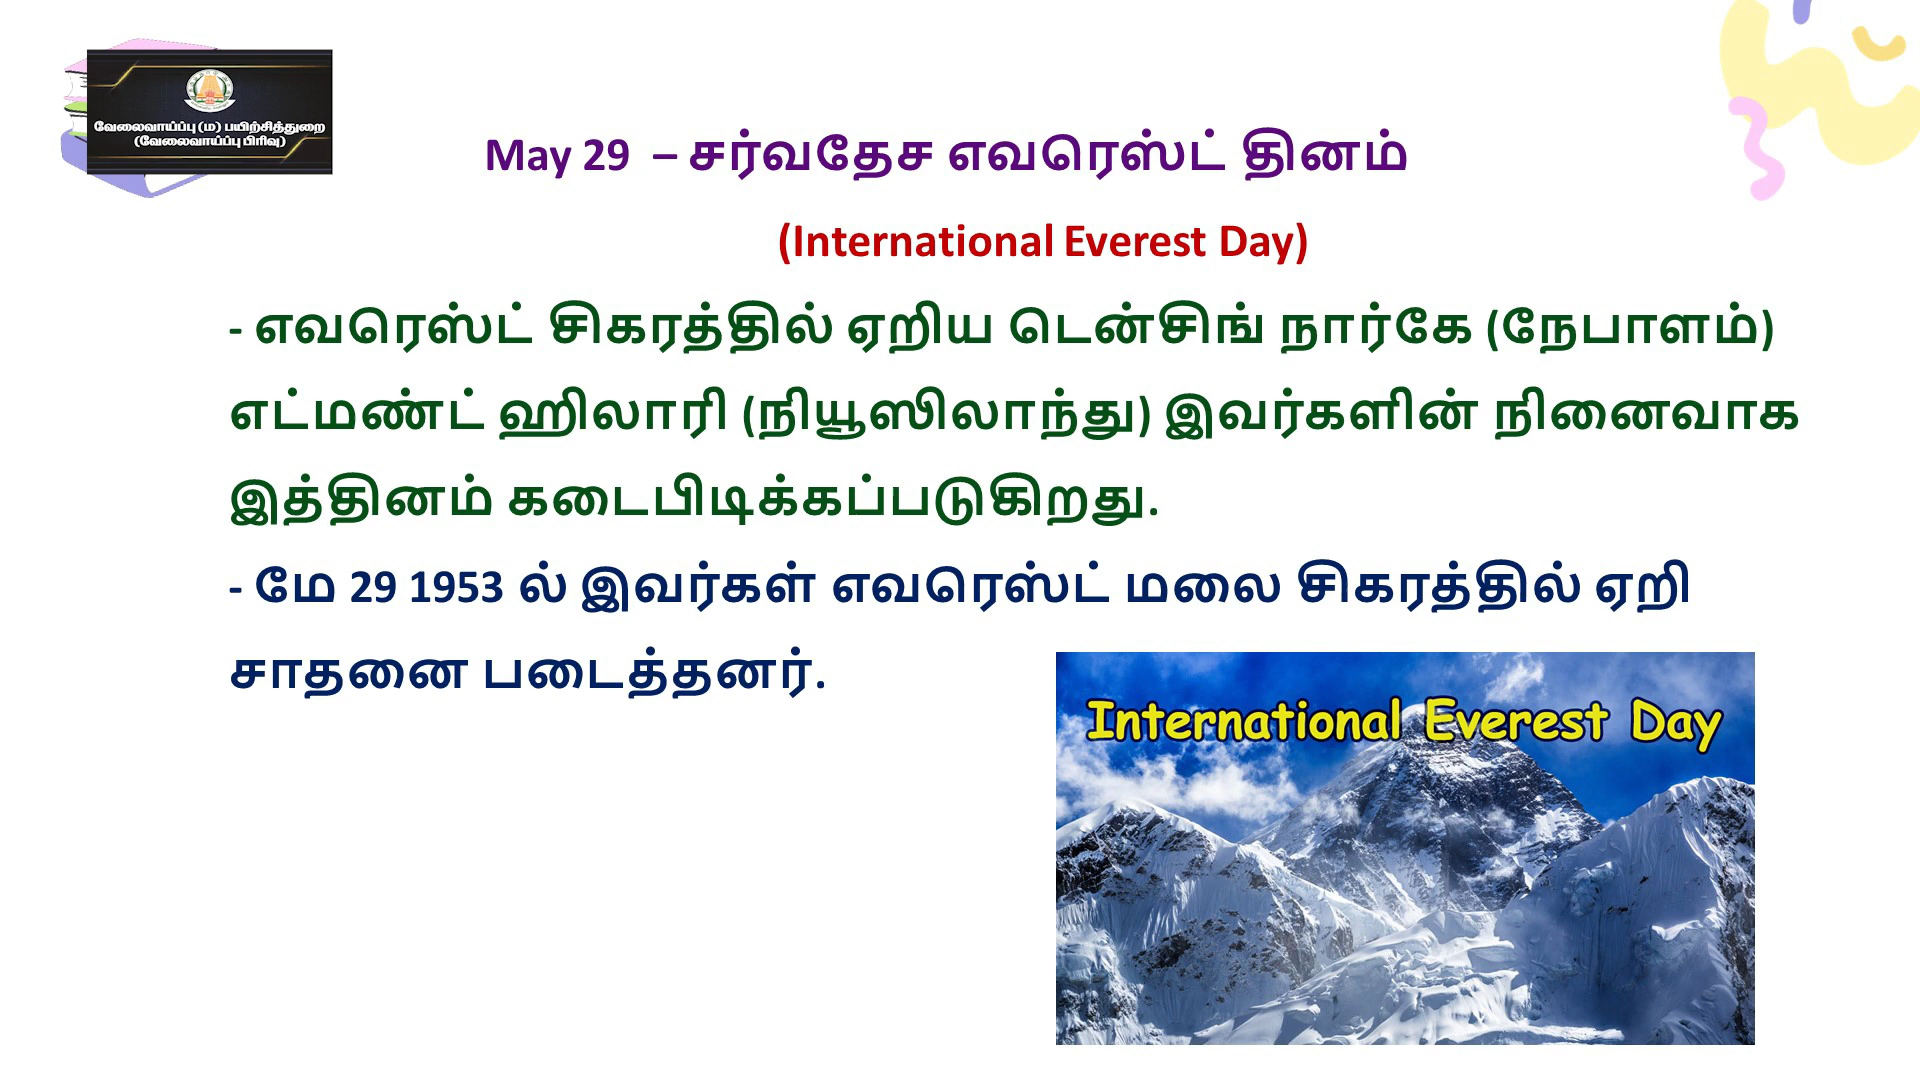 வேலைவாய்ப்பு (ம) பயிற்சித்துறை
(வேலைவாய்ப்பு பிரிவு)
May 29 – சர்வதேச எவரெஸ்ட் தினம்
(International Everest Day)
- எவரெஸ்ட் சிகரத்தில் ஏறிய டென்சிங் நார்கே (நேபாளம்)
எட்மண்ட் ஹிலாரி (நியூஸிலாந்து) இவர்களின் நினைவாக
இத்தினம் கடைபிடிக்கப்படுகிறது.
- மே 29 1953 ல் இவர்கள் எவரெஸ்ட் மலை சிகரத்தில் ஏறி
சாதனை படைத்தனர்.
International Everest Day